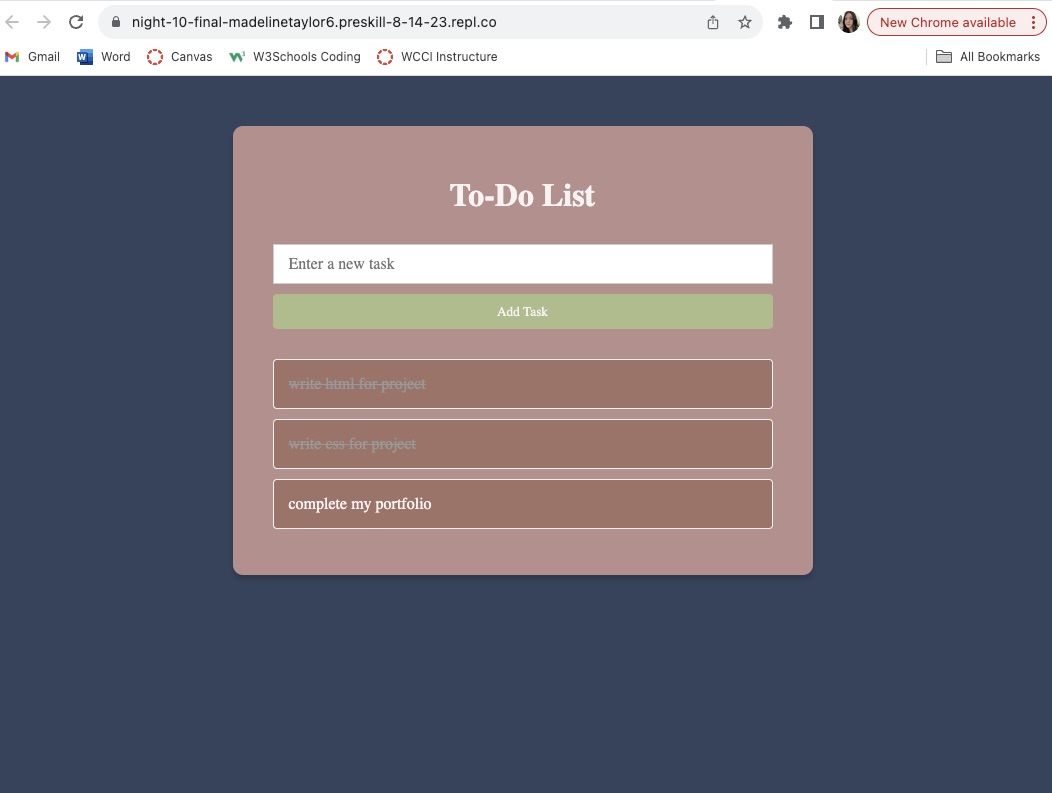 night-10-final-madelinetaylor6.preskill-8-14-23.repl.co
New Chrome available
Gmail Word Canvas W3Schools Coding WCCI Instructure All Bookmarks
To-Do List
Enter a new task
Add Task
write html for project
write css for project
complete my portfolio